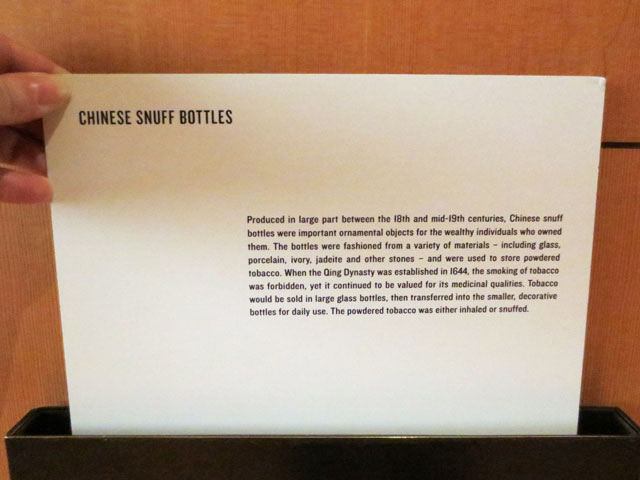 CHINESE SNUFF BOTTLES
Produced in large part between the 18th and mid-19th centuries, Chinese snuff
bottles were important ornamental objects for the wealthy individuals who owned
them. The bottles were fashioned from a variety of materials – including glass,
porcelain, ivory, jadeite and other stones – and were used to store powdered
tobacco. When the Qing Dynasty was established in 1644, the smoking of tobacco
was forbidden, yet it continued to be valued for its medicinal qualities. Tobacco
would be sold in large glass bottles, then transferred into the smaller, decorative
bottles for daily use. The powdered tobacco was either inhaled or snuffed.